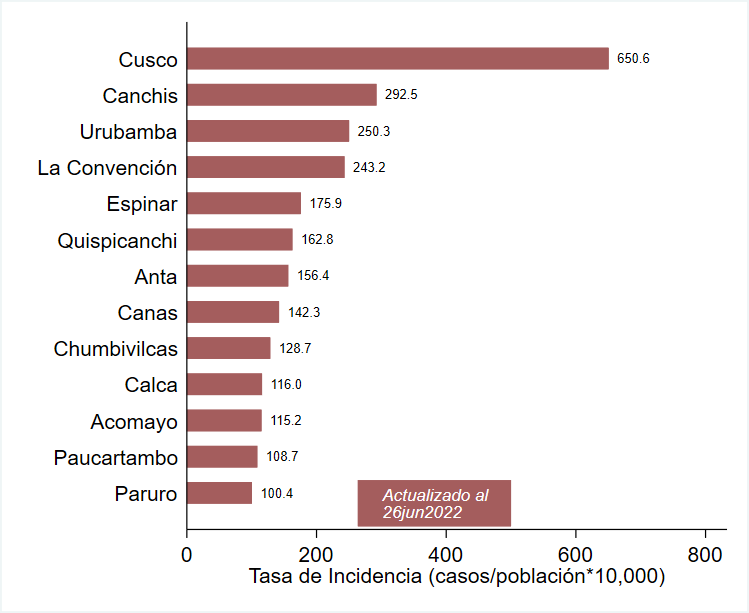 Cusco 650.6
Canchis 292.5
Urubamba 250.3
La Convención 243.2
Espinar 175.9
Quispicanchi 162.8
Anta 156.4
Canas 142.3
Chumbivilcas 128.7
Calca 116.0
Acomayo 115.2
Paucartambo 108.7
Paruro 100.4
Actualizado al
26jun2022
0 200 400 600 800
Tasa de Incidencia (casos/población*10,000)